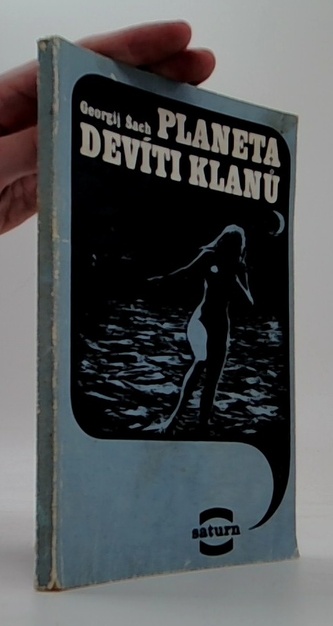 Georgij Šach PLANETA
DEVÍTI KLANŮ
saturn